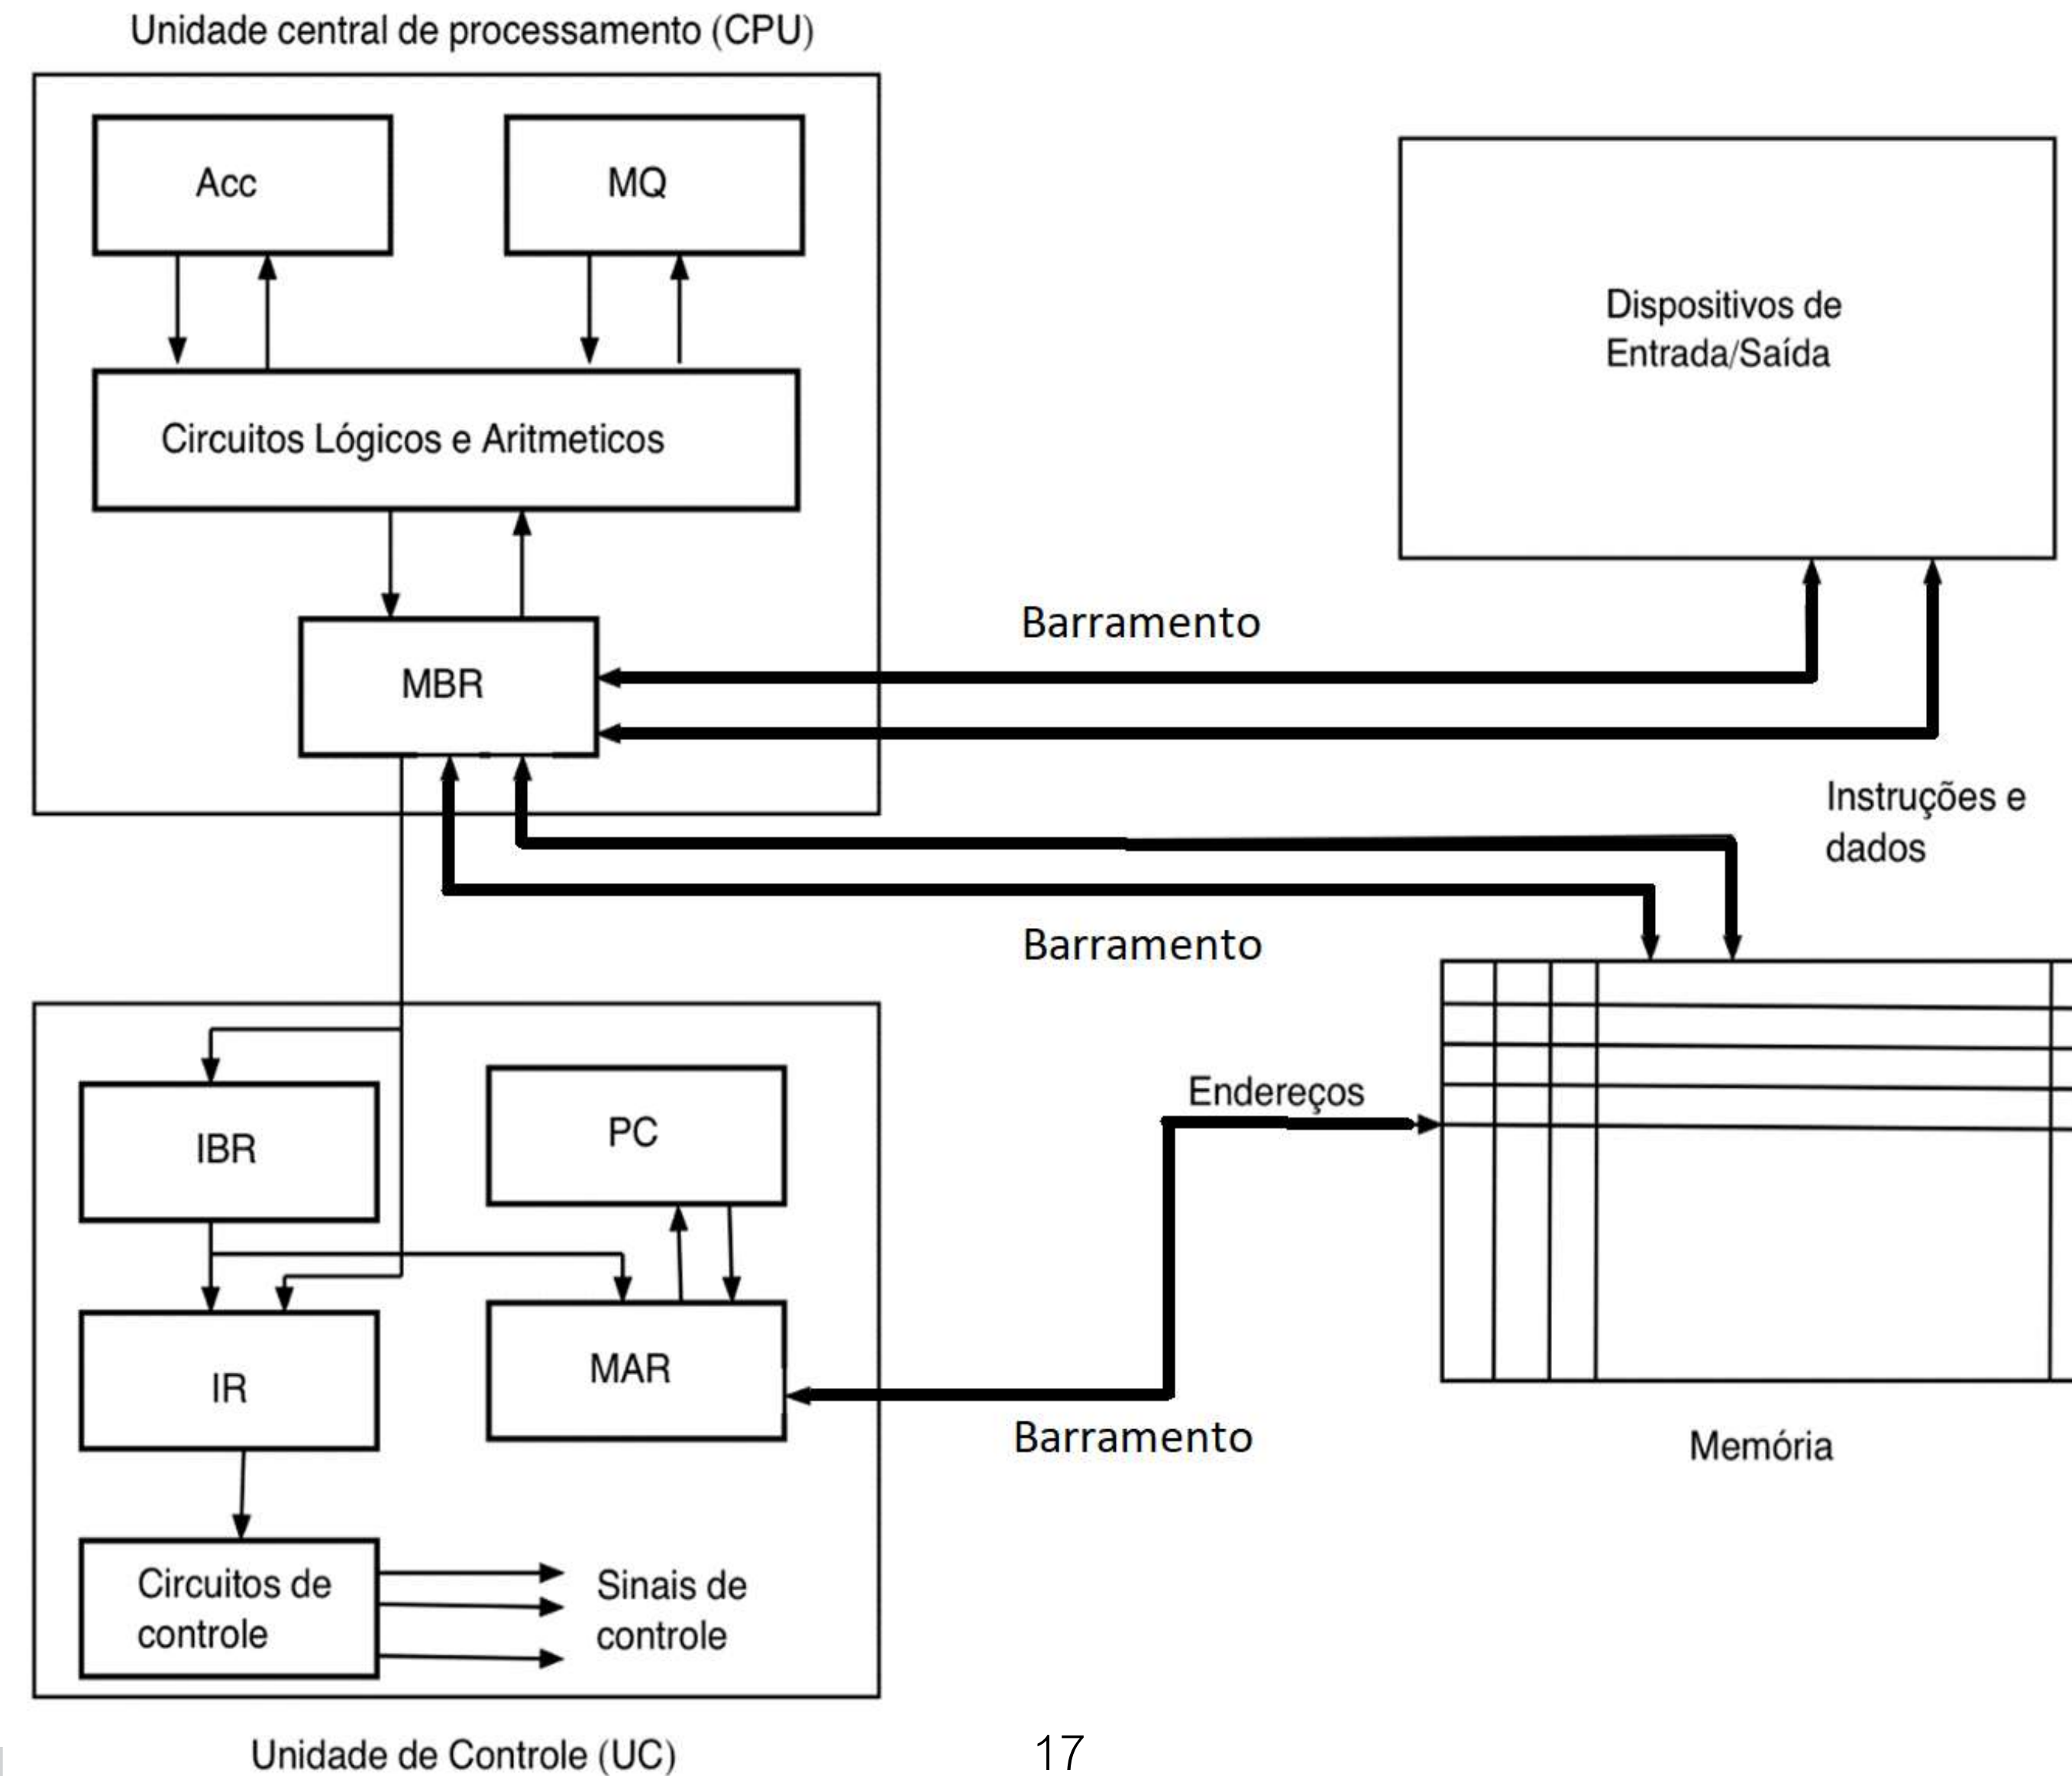 Unidade central de processamento (CPU)
Acc
MQ
Circuitos Lógicos e Aritmeticos
MBR
Dispositivos de
Entrada/Saída
Barramento
Instruções e
dados
Barramento
IBR
PC
Endereços
IR
MAR
Barramento
Memória
Circuitos de
controle
Sinais de
controle
Unidade de Controle (UC)
17